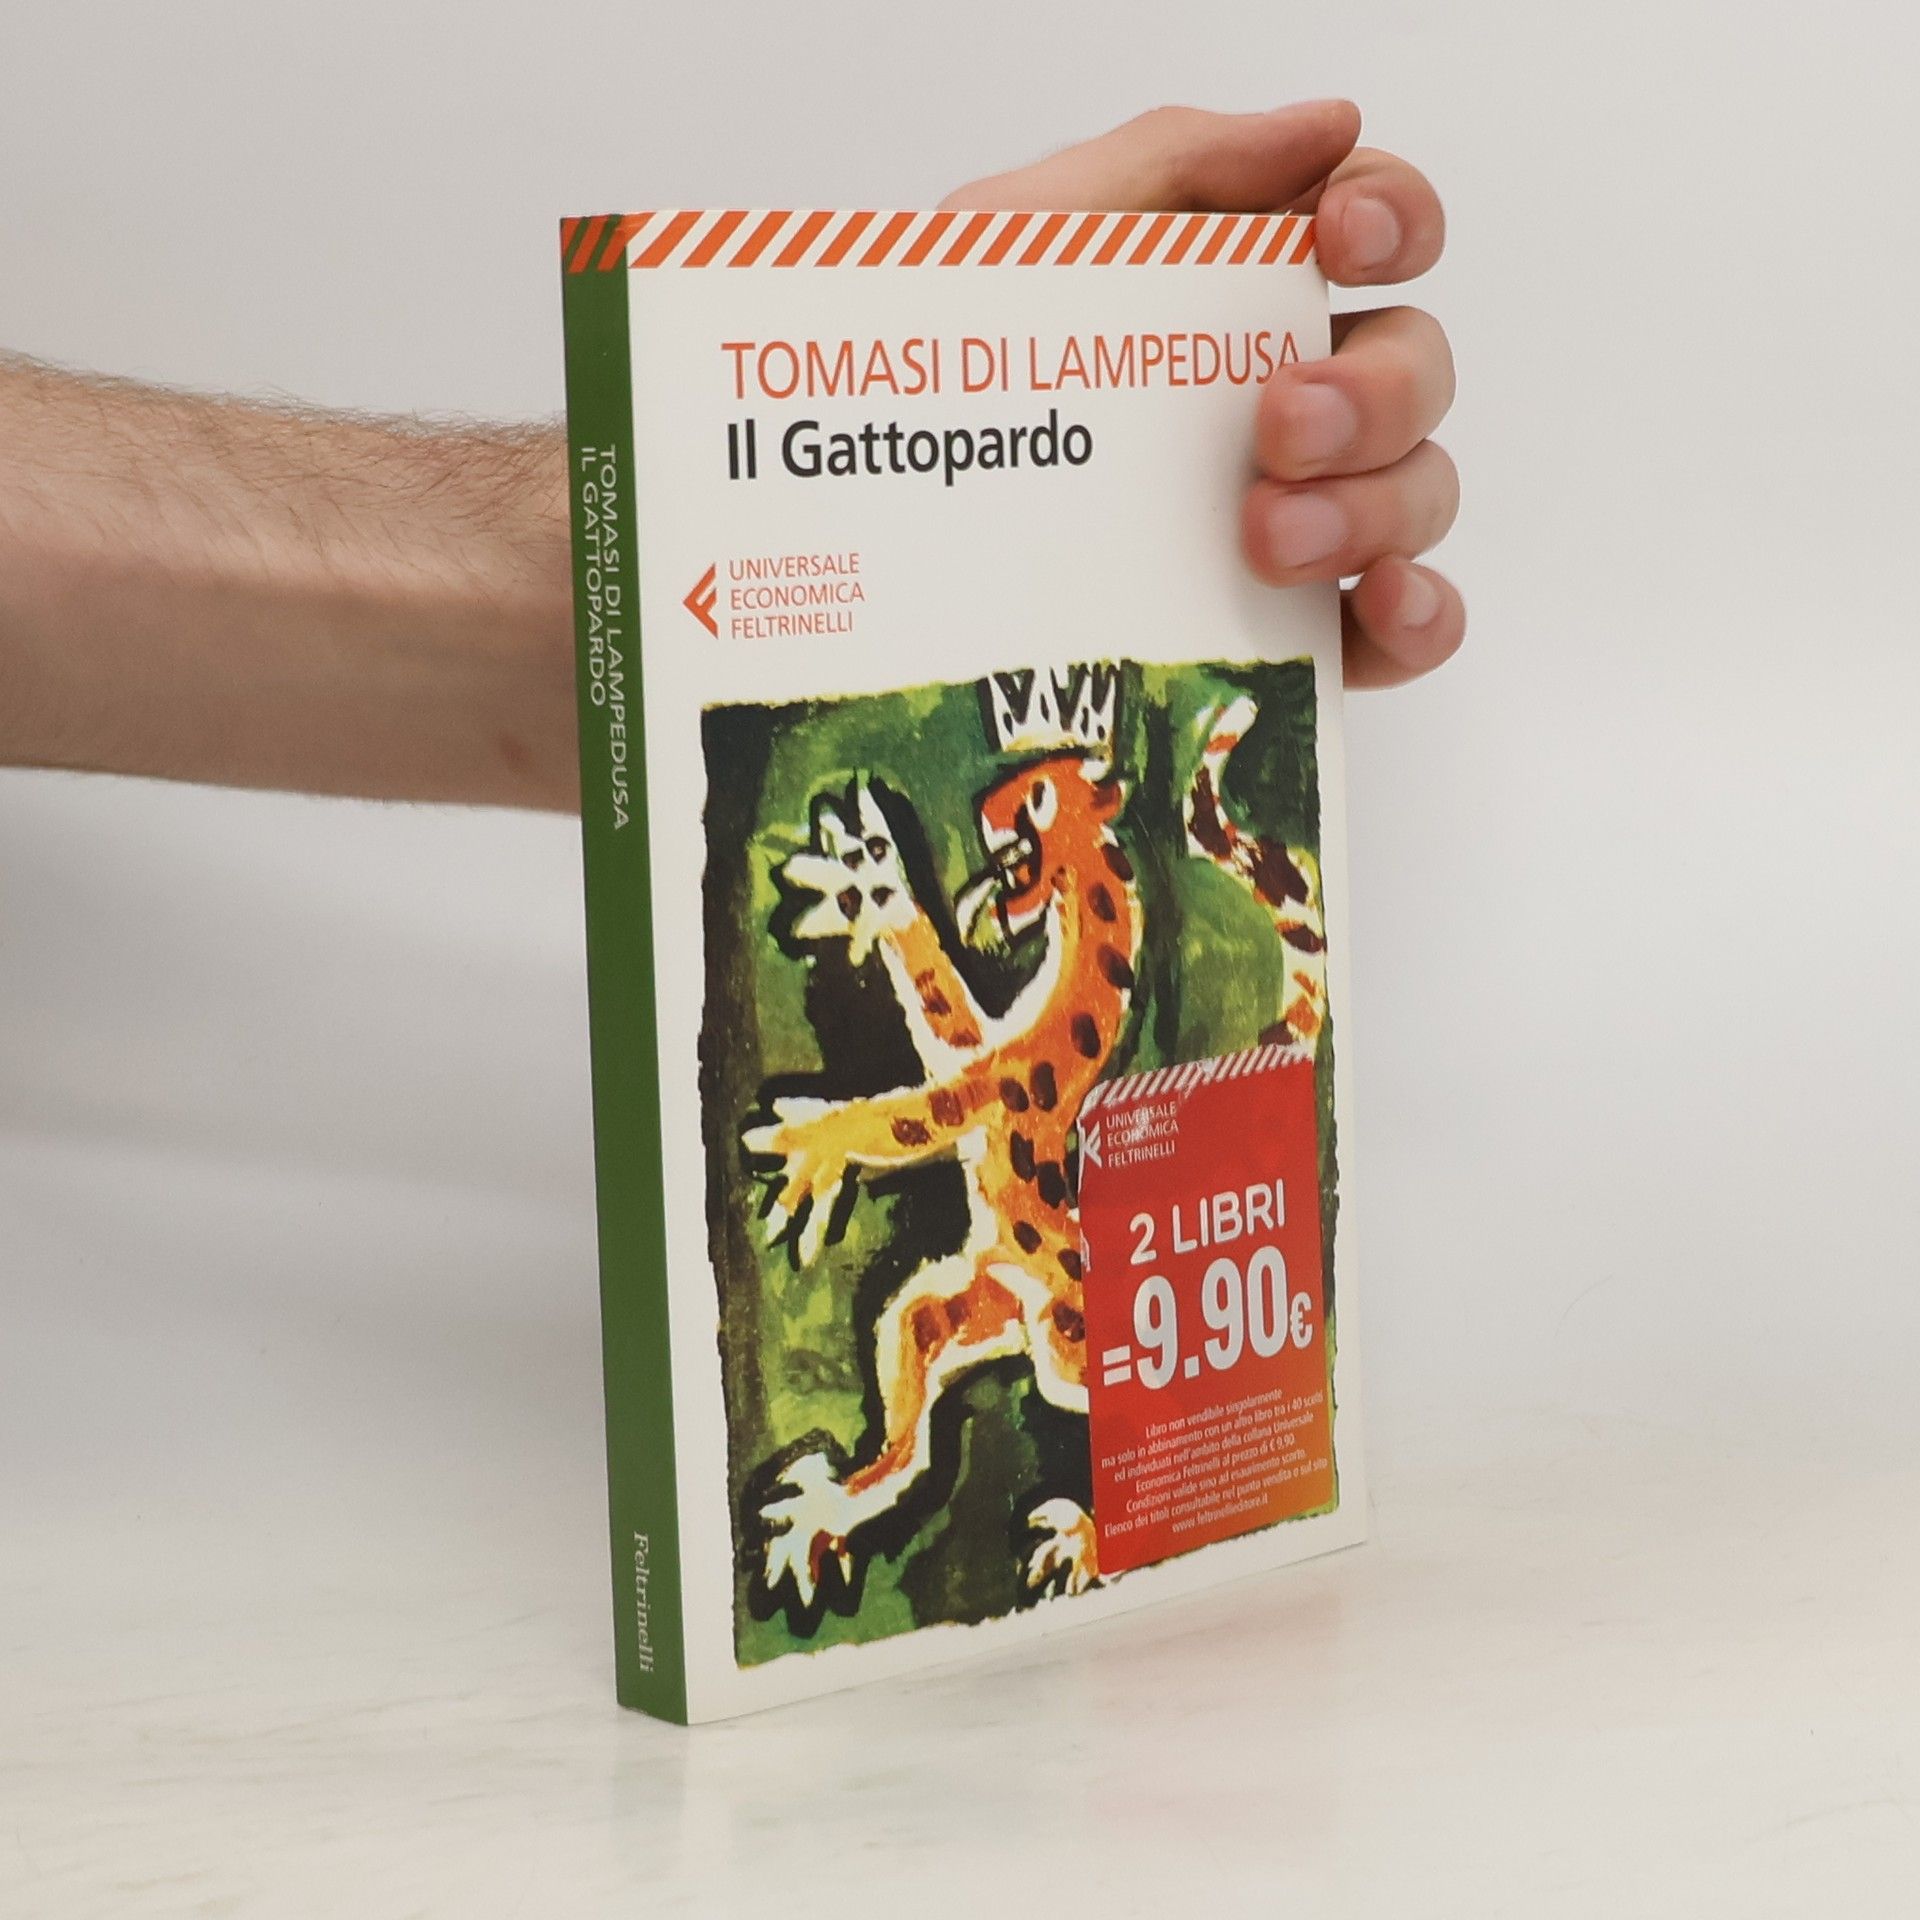 TOMASI DI LAMPEDUSA
Il Gattopardo
UNIVERSALE
ECONOMICA
FELTRINELLI
TOMASI DI LAMPEDUSA
IL GATTOPARDO
Feltrinelli
UNIVERSALE
ECONOMICA
FELTRINELLI
2 LIBRI
=9.90€
Libro non vendibile singolarmente
ma solo in abbinamento con un altro libro tra i 40 scelti
ed individuati nell'ambito della collana Universale
Economica Feltrinelli al prezzo di € 9,90
Condizioni valide sino ad esaurimento scorte.
Elenco dei titoli consultabile nel punto vendita o sul sito
www.feltrinellieditore.it